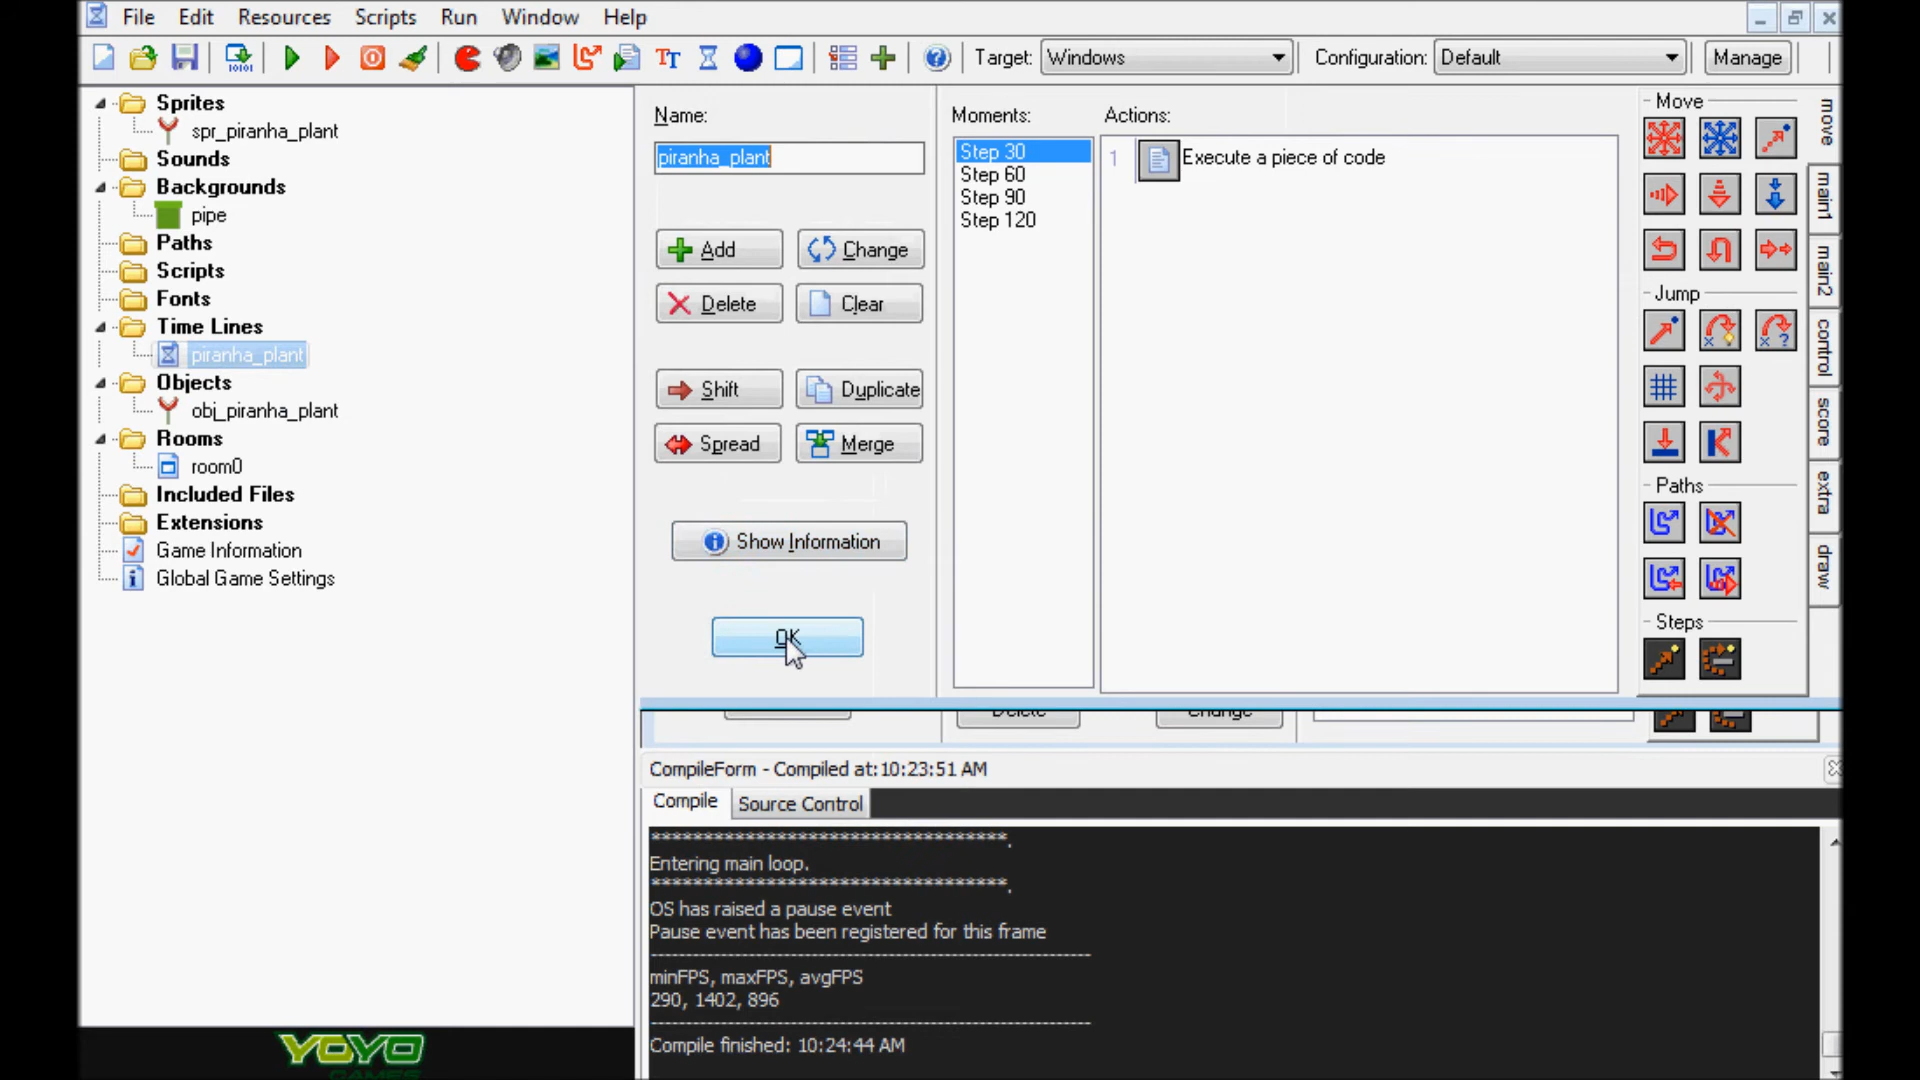 File Edit Resources Scripts Run Window Help
Target: Windows Configuration: Default Manage
Sprites
spr_piranha_plant
Sounds
Backgrounds
pipe
Paths
Scripts
Fonts
Time Lines
piranha_plant
Objects
obj_piranha_plant
Rooms
room0
Included Files
Extensions
Game Information
Global Game Settings
YOYO
GAMES
Name:
piranha_plant
Add Change
Delete Clear
Shift Duplicate
Spread Merge
Show Information
OK
Moments:
Step 30
Step 60
Step 90
Step 120
Actions:
1 Execute a piece of code
Move
Jump
Paths
Steps
move
main1
main2
control
score
extra
draw
Delete Change
CompileForm - Compiled at:10:23:51 AM
Compile Source Control
***********************************.
Entering main loop.
***********************************.
OS has raised a pause event
Pause event has been registered for this frame
minFPS, maxFPS, avgFPS
290, 1402, 896
Compile finished: 10:24:44 AM